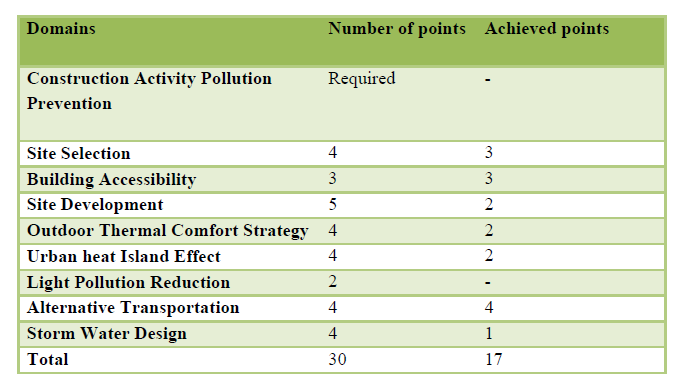 Domains Number of points Achieved points
Construction Activity Pollution Required -
Prevention
Site Selection 4 3
Building Accessibility 3 3
Site Development 5 2
Outdoor Thermal Comfort Strategy 4 2
Urban heat Island Effect 4 2
Light Pollution Reduction 2 -
Alternative Transportation 4 4
Storm Water Design 4 1
Total 30 17